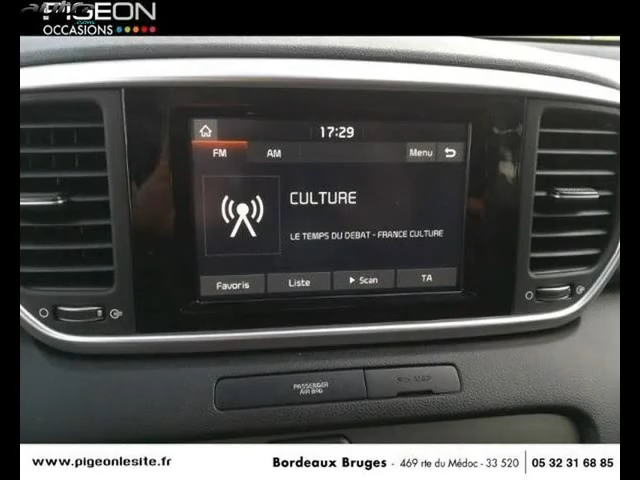 PIGEON
OCCASIONS
17:29
FM AM Menu
CULTURE
LE TEMPS DU DEBAT - FRANCE CULTURE
Favoris Liste Scan TA
PASSENGER
AIR BAG
www.pigeonlesite.fr Bordeaux Bruges - 469 rte du Médoc - 33 520 05 32 31 68 85